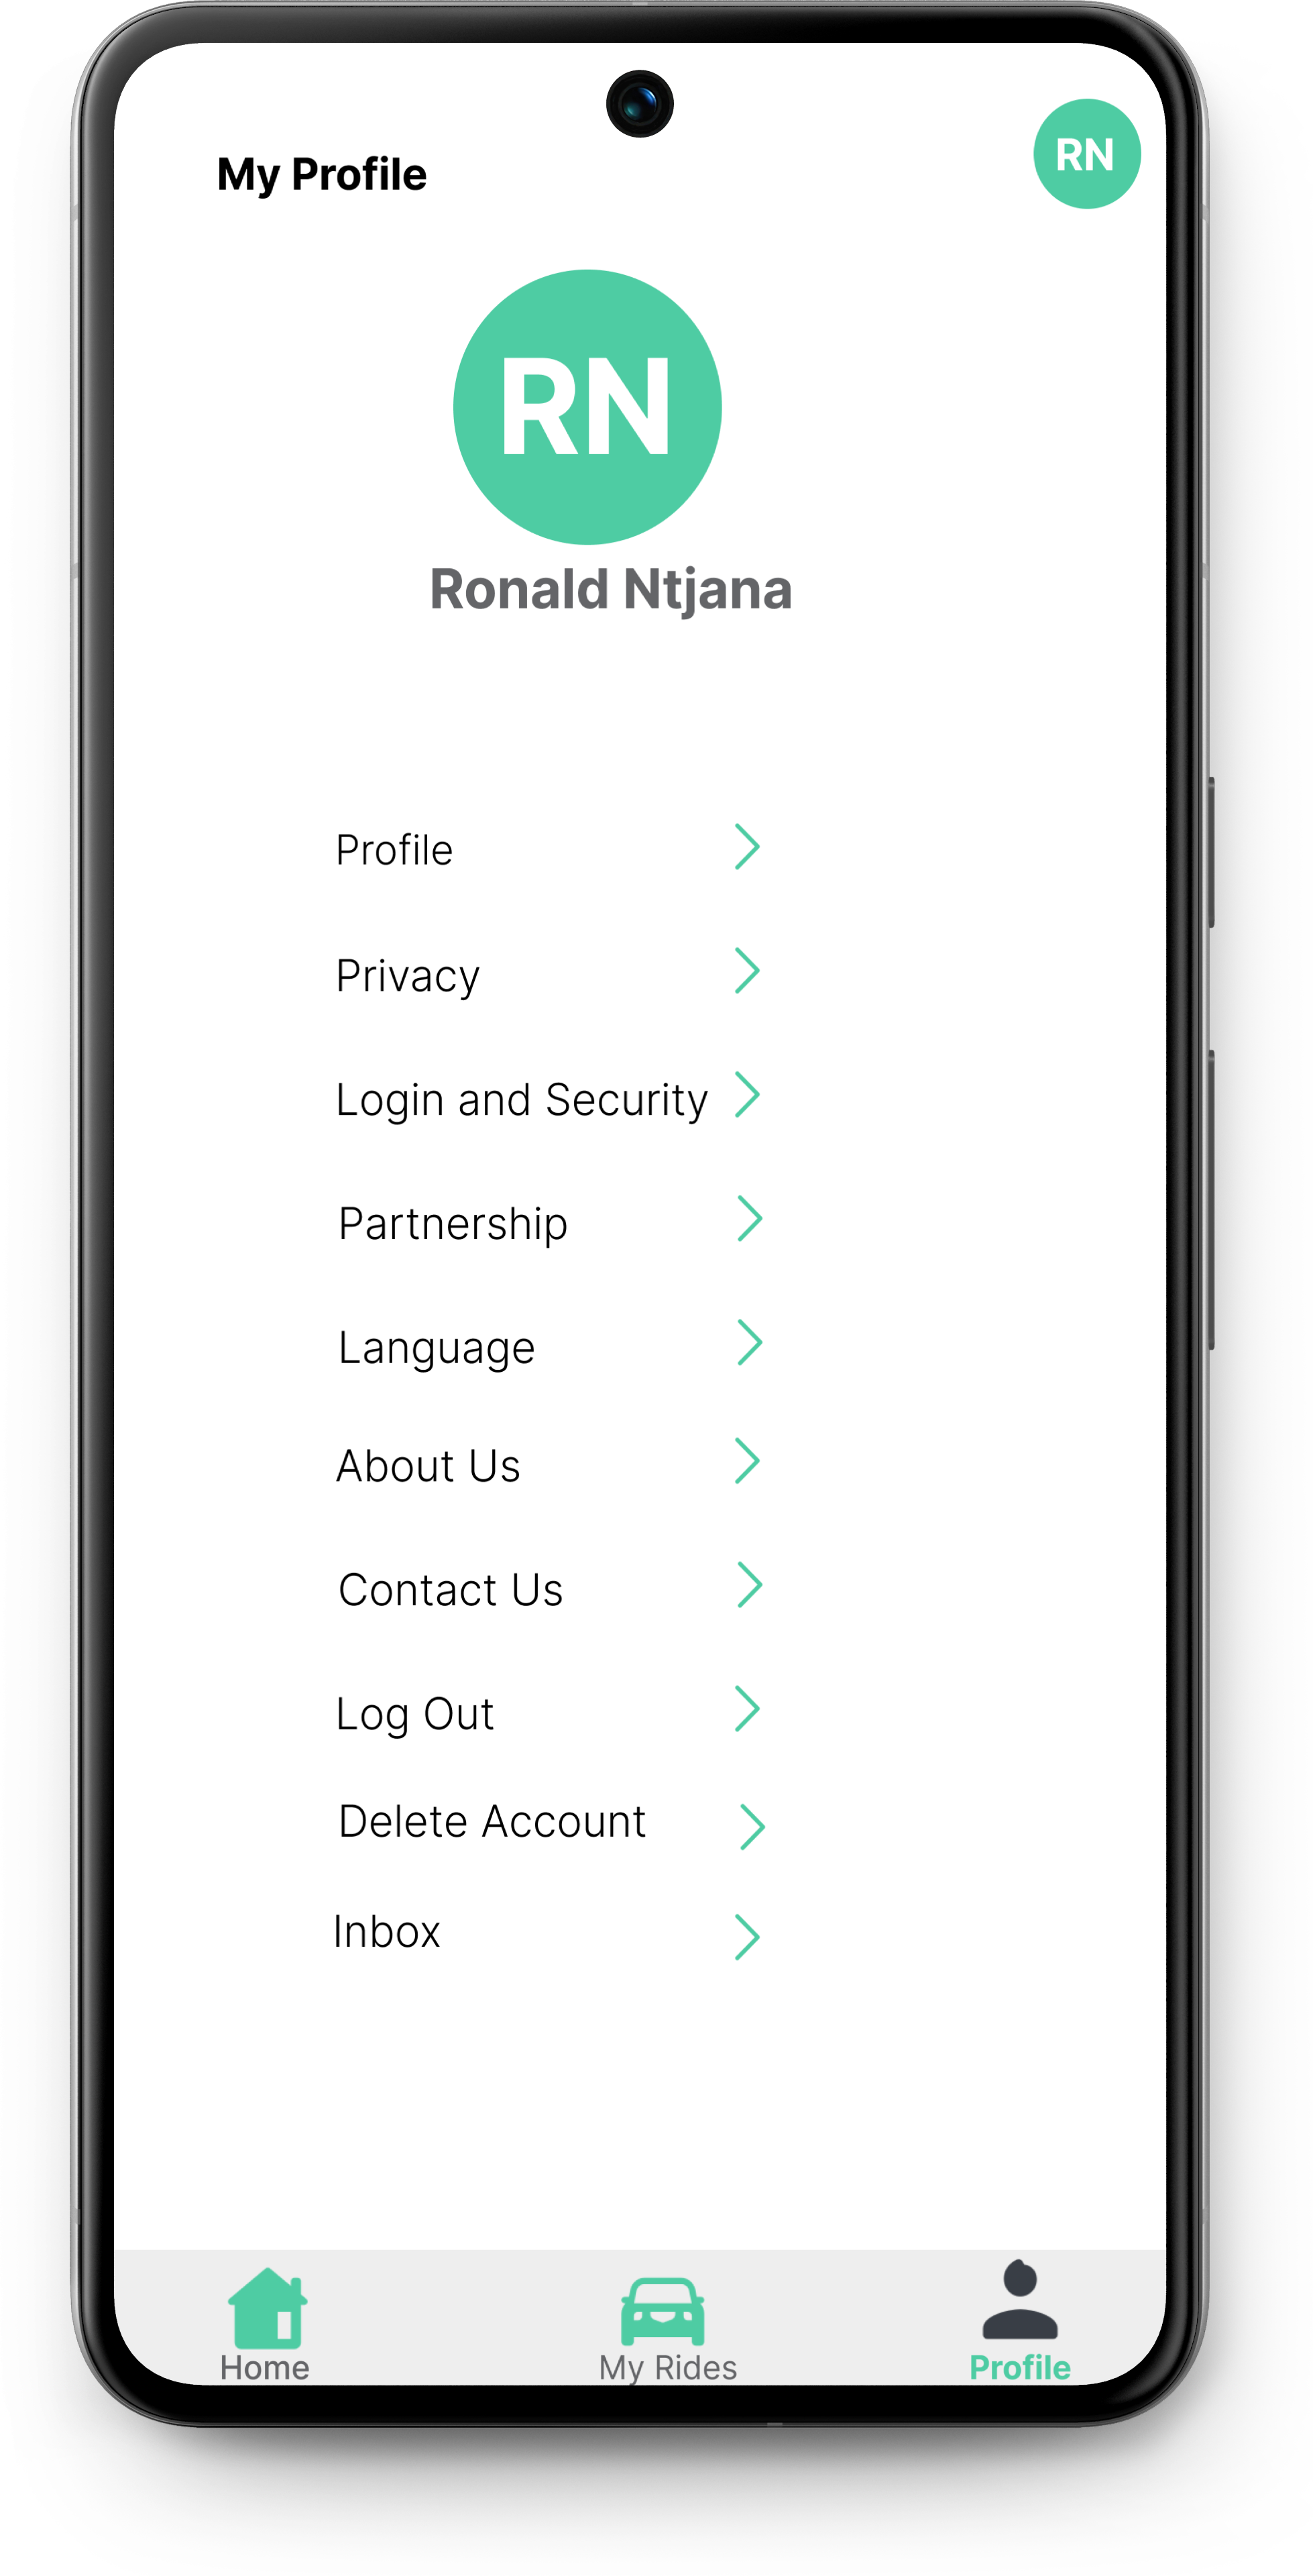 My Profile
RN
RN
Ronald Ntjana
Profile
Privacy
Login and Security
Partnership
Language
About Us
Contact Us
Log Out
Delete Account
Inbox
Home
My Rides
Profile